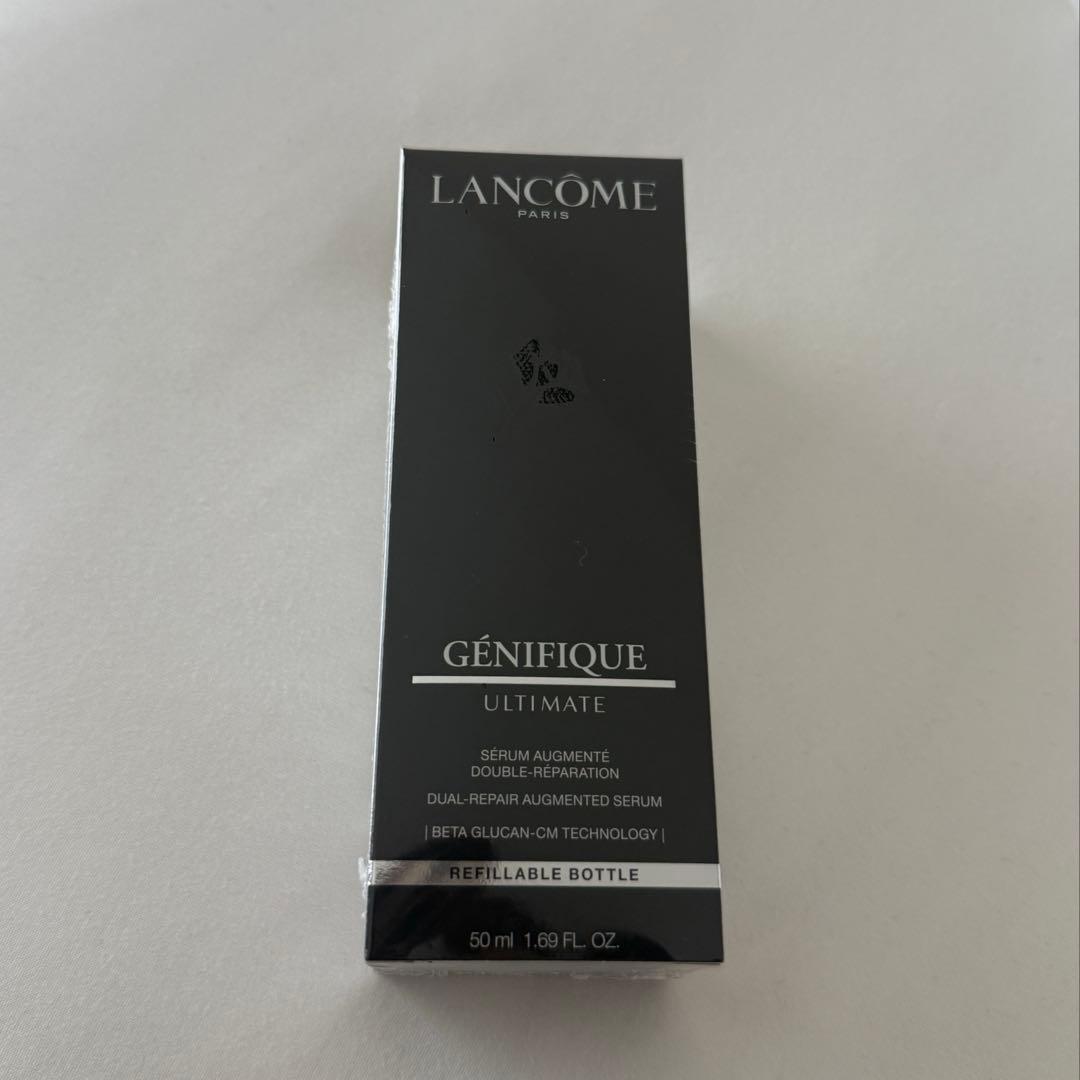 LANCÔME
PARIS
GÉNIFIQUE
ULTIMATE
SÉRUM AUGMENTÉ
DOUBLE-RÉPARATION
DUAL-REPAIR AUGMENTED SERUM
| BETA GLUCAN-CM TECHNOLOGY |
REFILLABLE BOTTLE
50 ml 1.69 FL. OZ.